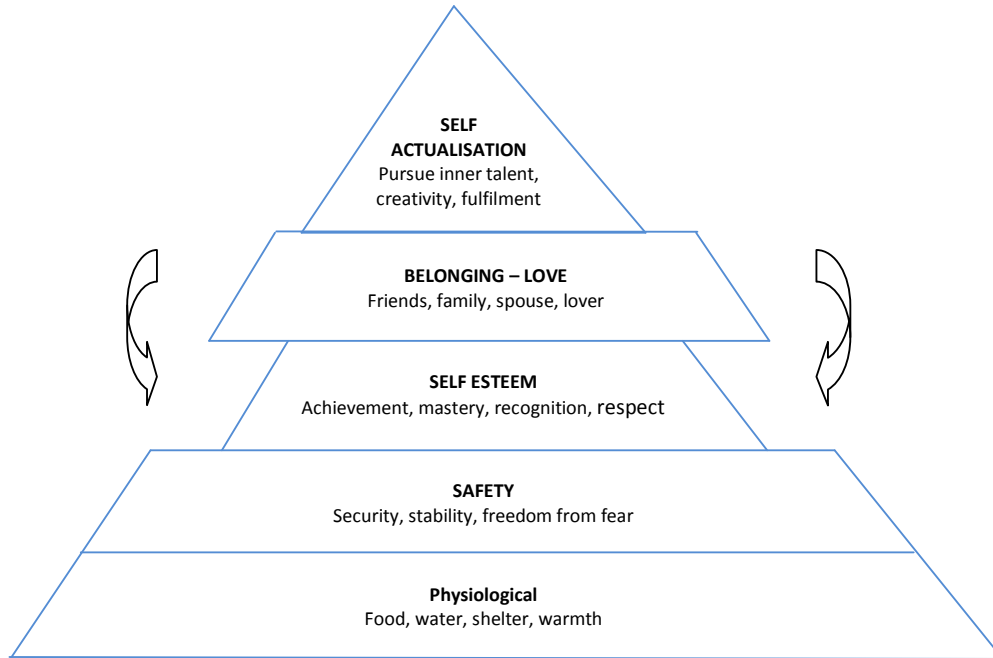 SELF
ACTUALISATION
Pursue inner talent,
creativity, fulfilment
BELONGING – LOVE
Friends, family, spouse, lover
SELF ESTEEM
Achievement, mastery, recognition, respect
SAFETY
Security, stability, freedom from fear
Physiological
Food, water, shelter, warmth